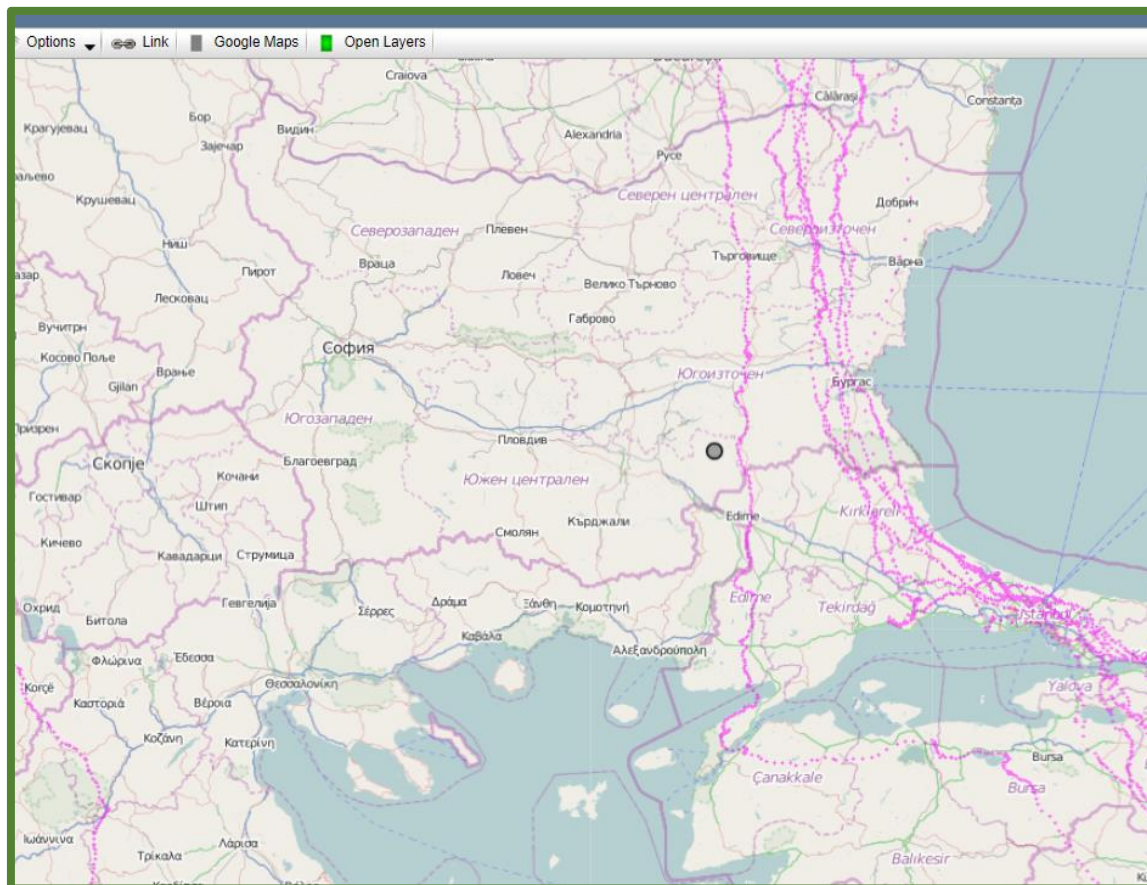 Options Link Google Maps Open Layers
Craiova
Călărași
Constanța
Крагујевац
Бор
Видин
Alexandria
Зајечар
Русе
Крушевац
Северен централен
Добрич
Ниш
Северозападен
Плевен
Североизточен
Пирот
Враца
Ловеч
Търговище
Варна
Лесковац
Велико Търново
Вучитрн
Габрово
Косово Поље
София
Gjilan
Врање
Югоизточен
Бургас
Югозападен
Призрен
Пловдив
Скопје
Благоевград
Кочани
Южен централен
Гостивар
Штип
Edirne
Kırklareli
Кичево
Кърджали
Кавадарци
Струмица
Смолян
Охрид
Гевгелија
Δράμα
Ξάνθη
Κομοτηνή
Edirne
Tekirdağ
İstanbul
Битола
Σέρρες
Καβάλα
Αλεξανδρούπολη
Φλώρινα
Έδεσσα
Korçë
Θεσσαλονίκη
Yalova
Καστοριά
Βέροια
Κοζάνη
Κατερίνη
Çanakkale
Bursa
Bursa
Ιωάννινα
Λάρισα
Τρίκαλα
Balıkesir